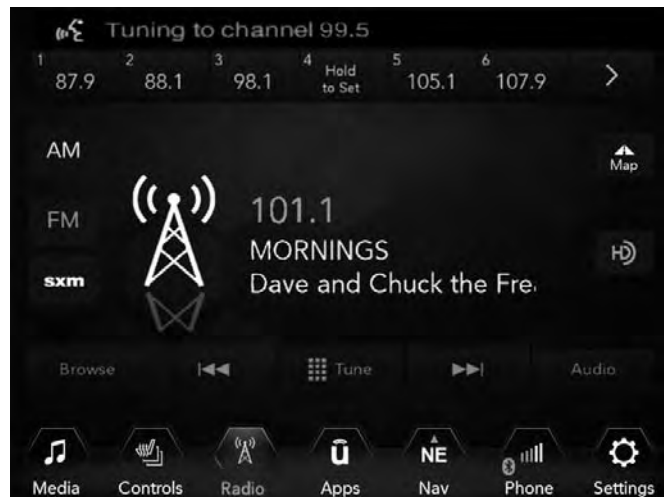 Tuning to channel 99.5
1 87.9 2 88.1 3 98.1 4 Hold to Set 5 105.1 6 107.9
AM
Map
FM
101.1
MORNINGS
HD
sxm
Dave and Chuck the Fre
Browse Tune Audio
ū NE
Media Controls Radio Apps Nav Phone Settings